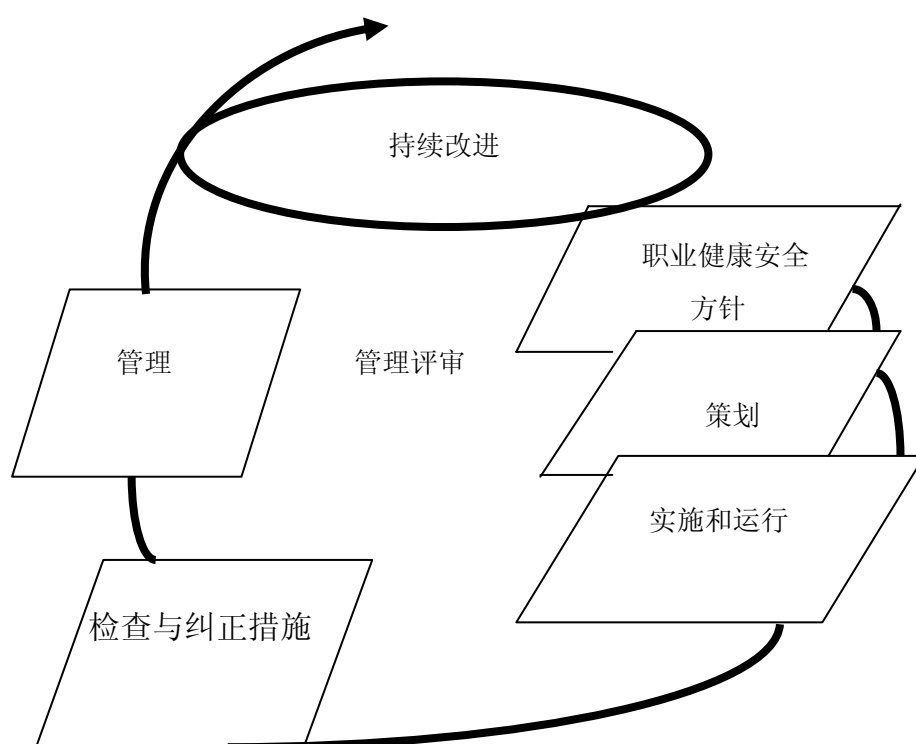 持续改进
职业健康安全
方针
管理
管理评审
策划
实施和运行
检查与纠正措施